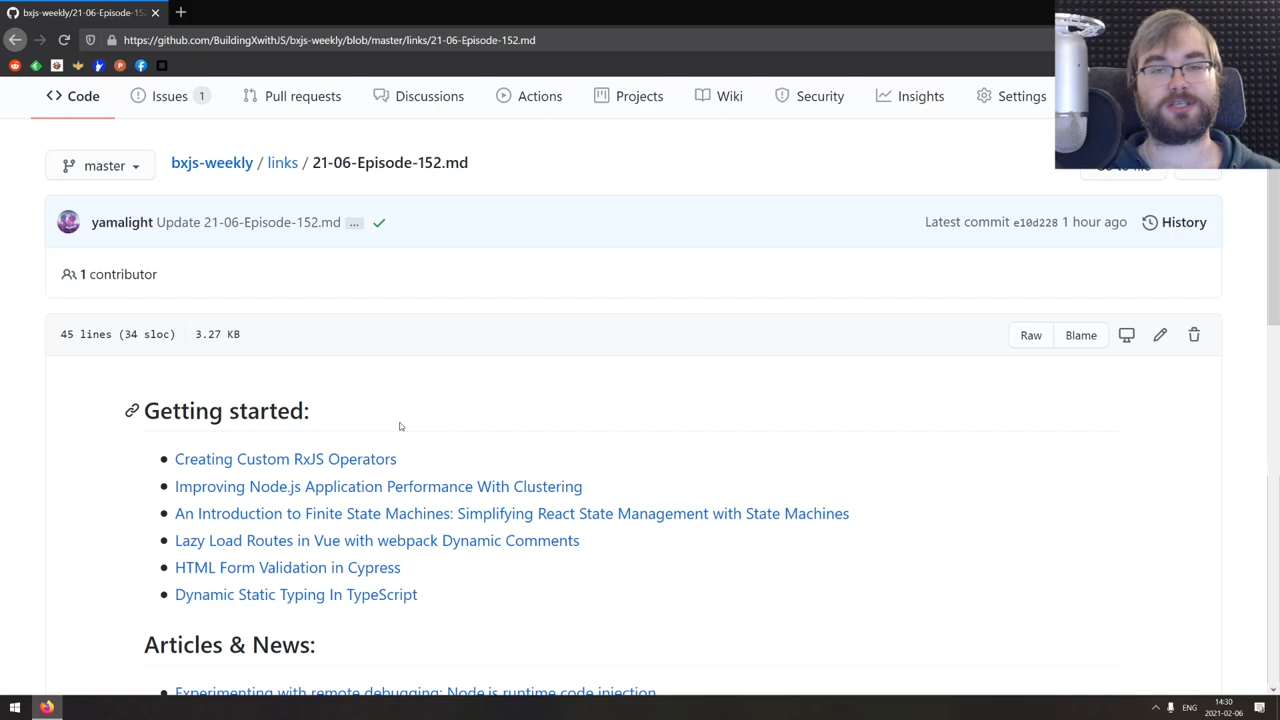 bxjs-weekly/21-06-Episode-152
https://github.com/BuildingXwithJS/bxjs-weekly/blob/master/links/21-06-Episode-152.md
Code Issues 1 Pull requests Discussions Actions Projects Wiki Security Insights Settings
master bxjs-weekly / links / 21-06-Episode-152.md
yamalight Update 21-06-Episode-152.md ... Latest commit e10d228 1 hour ago History
1 contributor
45 lines (34 sloc) 3.27 KB Raw Blame
Getting started:
Creating Custom RxJS Operators
Improving Node.js Application Performance With Clustering
An Introduction to Finite State Machines: Simplifying React State Management with State Machines
Lazy Load Routes in Vue with webpack Dynamic Comments
HTML Form Validation in Cypress
Dynamic Static Typing In TypeScript
Articles & News:
Experimenting with remote debugging: Node.js runtime code injection
14:30
ENG
2021-02-06